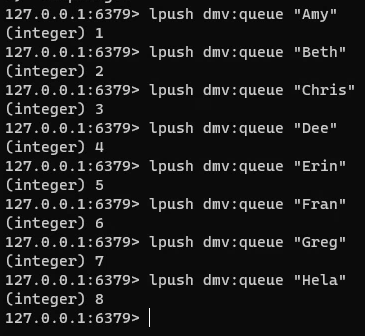 127.0.0.1:6379> lpush dmv:queue "Amy"
(integer) 1
127.0.0.1:6379> lpush dmv:queue "Beth"
(integer) 2
127.0.0.1:6379> lpush dmv:queue "Chris"
(integer) 3
127.0.0.1:6379> lpush dmv:queue "Dee"
(integer) 4
127.0.0.1:6379> lpush dmv:queue "Erin"
(integer) 5
127.0.0.1:6379> lpush dmv:queue "Fran"
(integer) 6
127.0.0.1:6379> lpush dmv:queue "Greg"
(integer) 7
127.0.0.1:6379> lpush dmv:queue "Hela"
(integer) 8
127.0.0.1:6379>